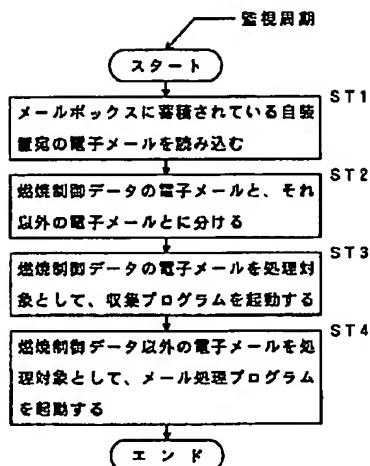 監視周期
スタート
ST1
メールボックスに蓄積されている自装
置宛の電子メールを読み込む
ST2
燃焼制御データの電子メールと、それ
以外の電子メールとに分ける
ST3
燃焼制御データの電子メールを処理対
象として、収集プログラムを起動する
ST4
燃焼制御データ以外の電子メールを処
理対象として、メール処理プログラム
を起動する
エンド